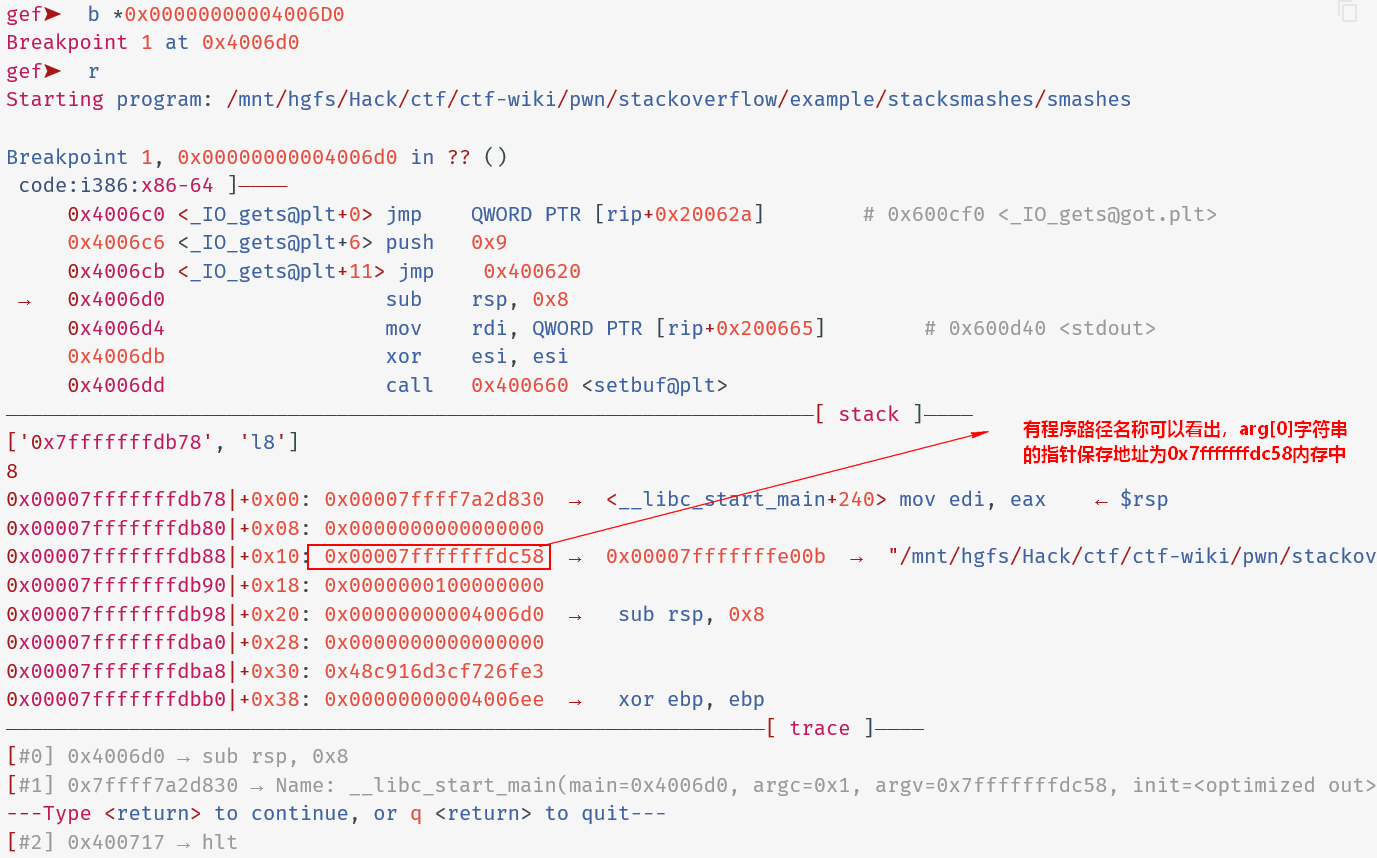 gef➤  b *0x00000000004006D0
Breakpoint 1 at 0x4006d0
gef➤  r
Starting program: /mnt/hgfs/Hack/ctf/ctf-wiki/pwn/stackoverflow/example/stacksmashes/smashes
Breakpoint 1, 0x00000000004006d0 in ?? ()
code:i386:x86-64 ]────
0x4006c0 <_IO_gets@plt+0> jmp    QWORD PTR [rip+0x20062a]        # 0x600cf0 <_IO_gets@got.plt>
0x4006c6 <_IO_gets@plt+6> push   0x9
0x4006cb <_IO_gets@plt+11> jmp    0x400620
→   0x4006d0                  sub    rsp, 0x8
0x4006d4                  mov    rdi, QWORD PTR [rip+0x200665]        # 0x600d40 <stdout>
0x4006db                  xor    esi, esi
0x4006dd                  call   0x400660 <setbuf@plt>
[ stack ]────
['0x7fffffffdb78', 'l8']
8
有程序路径名称可以看出，arg[0]字符串
的指针保存地址为0x7fffffffdc58内存中
0x00007fffffffdb78|+0x00: 0x00007ffff7a2d830  →  <__libc_start_main+240> mov edi, eax    ← $rsp
0x00007fffffffdb80|+0x08: 0x0000000000000000
0x00007fffffffdb88|+0x10: 0x00007fffffffdc58  →  0x00007fffffffe00b  →  "/mnt/hgfs/Hack/ctf/ctf-wiki/pwn/stackov
0x00007fffffffdb90|+0x18: 0x0000000100000000
0x00007fffffffdb98|+0x20: 0x00000000004006d0  →   sub rsp, 0x8
0x00007fffffffdba0|+0x28: 0x0000000000000000
0x00007fffffffdba8|+0x30: 0x48c916d3cf726fe3
0x00007fffffffdbb0|+0x38: 0x00000000004006ee  →   xor ebp, ebp
[ trace ]────
[#0] 0x4006d0 → sub rsp, 0x8
[#1] 0x7ffff7a2d830 → Name: __libc_start_main(main=0x4006d0, argc=0x1, argv=0x7fffffffdc58, init=<optimized out>
---Type <return> to continue, or q <return> to quit---
[#2] 0x400717 → hlt